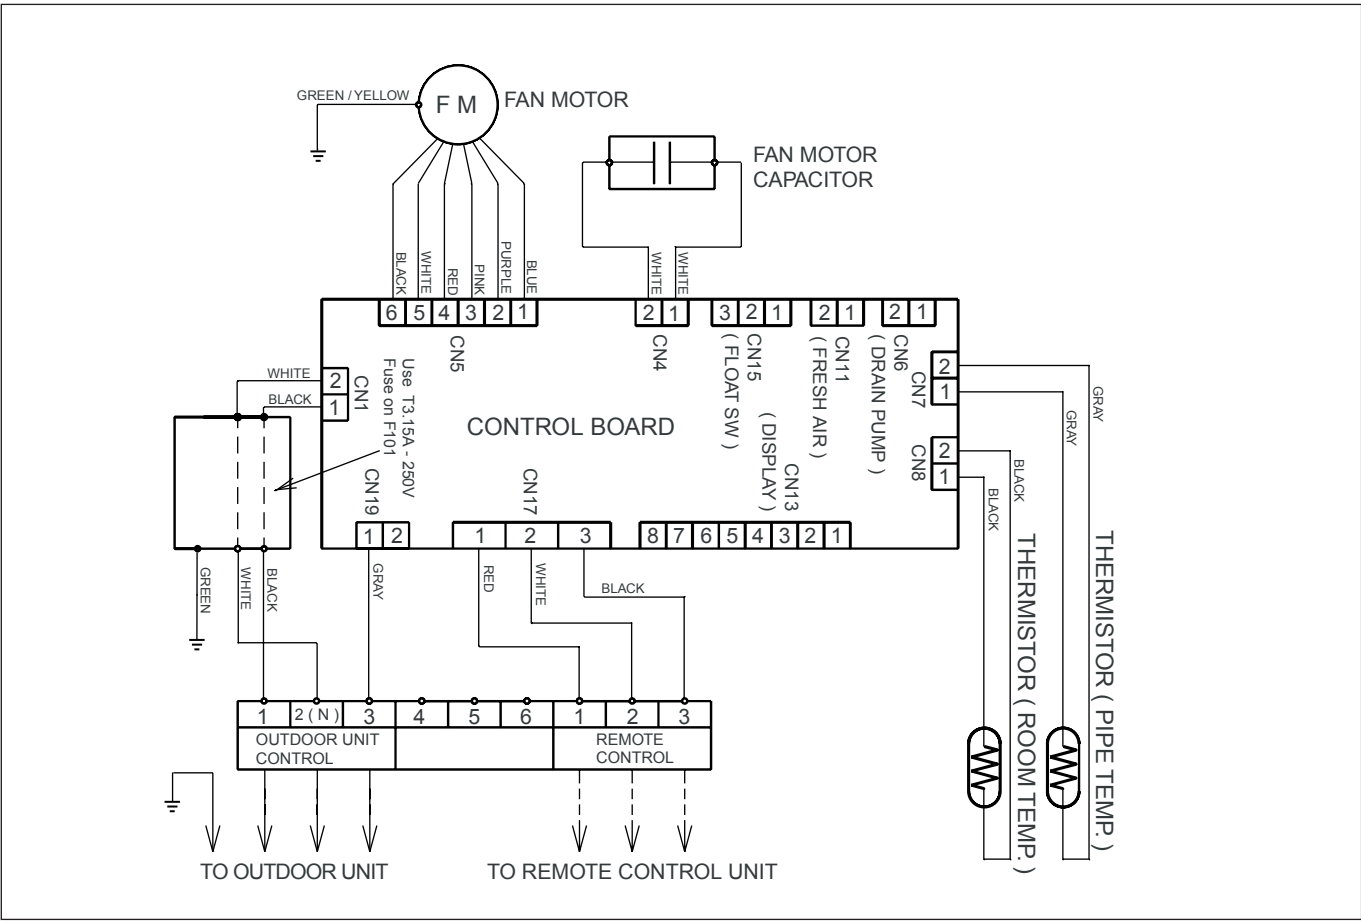 GREEN / YELLOW
F M
FAN MOTOR
FAN MOTOR
CAPACITOR
BLACK
WHITE
RED
PINK
PURPLE
BLUE
WHITE
WHITE
6 5 4 3 2 1
CN5
2 1
CN4
3 2 1
CN15
( FLOAT SW )
2 1
CN11
( FRESH AIR )
2 1
CN6
( DRAIN PUMP )
WHITE
BLACK
2
1
CN1
Use T3.15A - 250V
Fuse on F101
CONTROL BOARD
2
1
CN7
2
1
CN8
GRAY
GRAY
BLACK
BLACK
CN19
1 2
CN17
1 2 3
CN13
( DISPLAY )
8 7 6 5 4 3 2 1
GREEN
WHITE
BLACK
GRAY
RED
WHITE
BLACK
THERMISTOR ( ROOM TEMP. )
THERMISTOR ( PIPE TEMP. )
1 2 ( N ) 3 4 5 6 1 2 3
OUTDOOR UNIT
CONTROL
REMOTE
CONTROL
TO OUTDOOR UNIT
TO REMOTE CONTROL UNIT